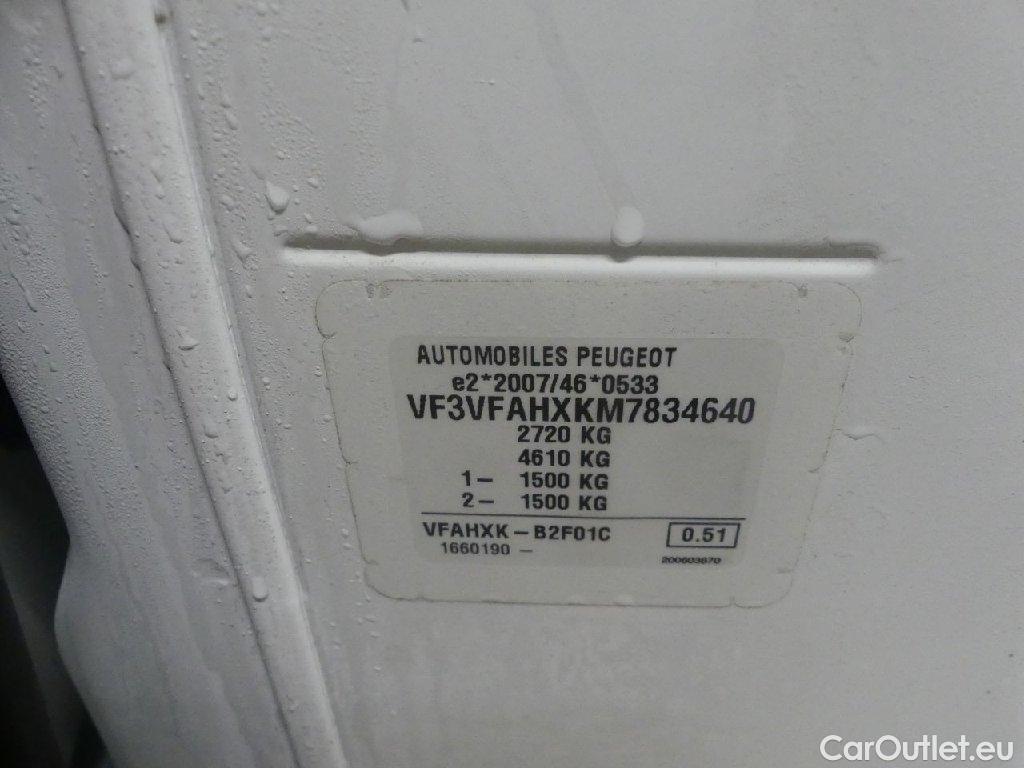 AUTOMOBILES PEUGEOT
e2*2007/46*0533
VF3VFAHXKM7834640
2720 KG
4610 KG
1- 1500 KG
2- 1500 KG
VFAHXK-B2F01C 0.51
1660190 -
200603870
CarOutlet.eu